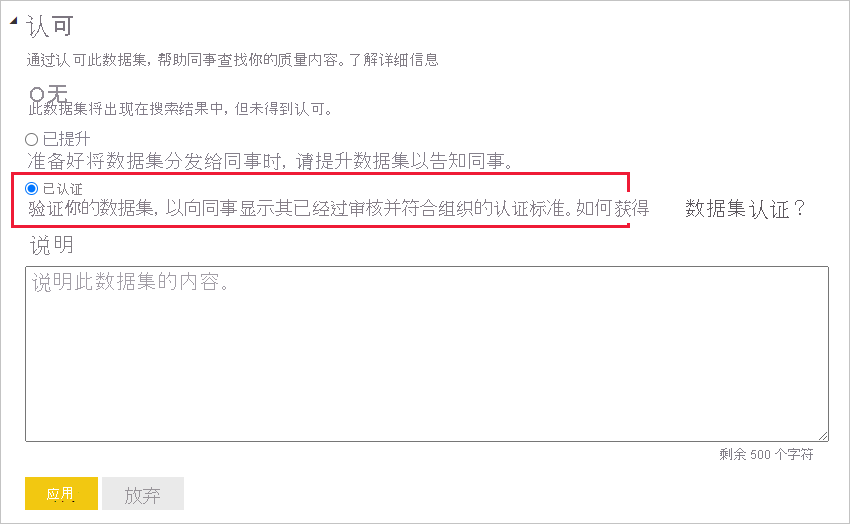 认可
通过认可此数据集, 帮助同事查找你的质量内容。了解详细信息
无
此数据集将出现在搜索结果中, 但未得到认可。
已提升
准备好将数据集分发给同事时, 请提升数据集以告知同事。
已认证
验证你的数据集, 以向同事显示其已经过审核并符合组织的认证标准。如何获得 数据集认证？
说明
说明此数据集的内容。
剩余 500 个字符
应用 放弃